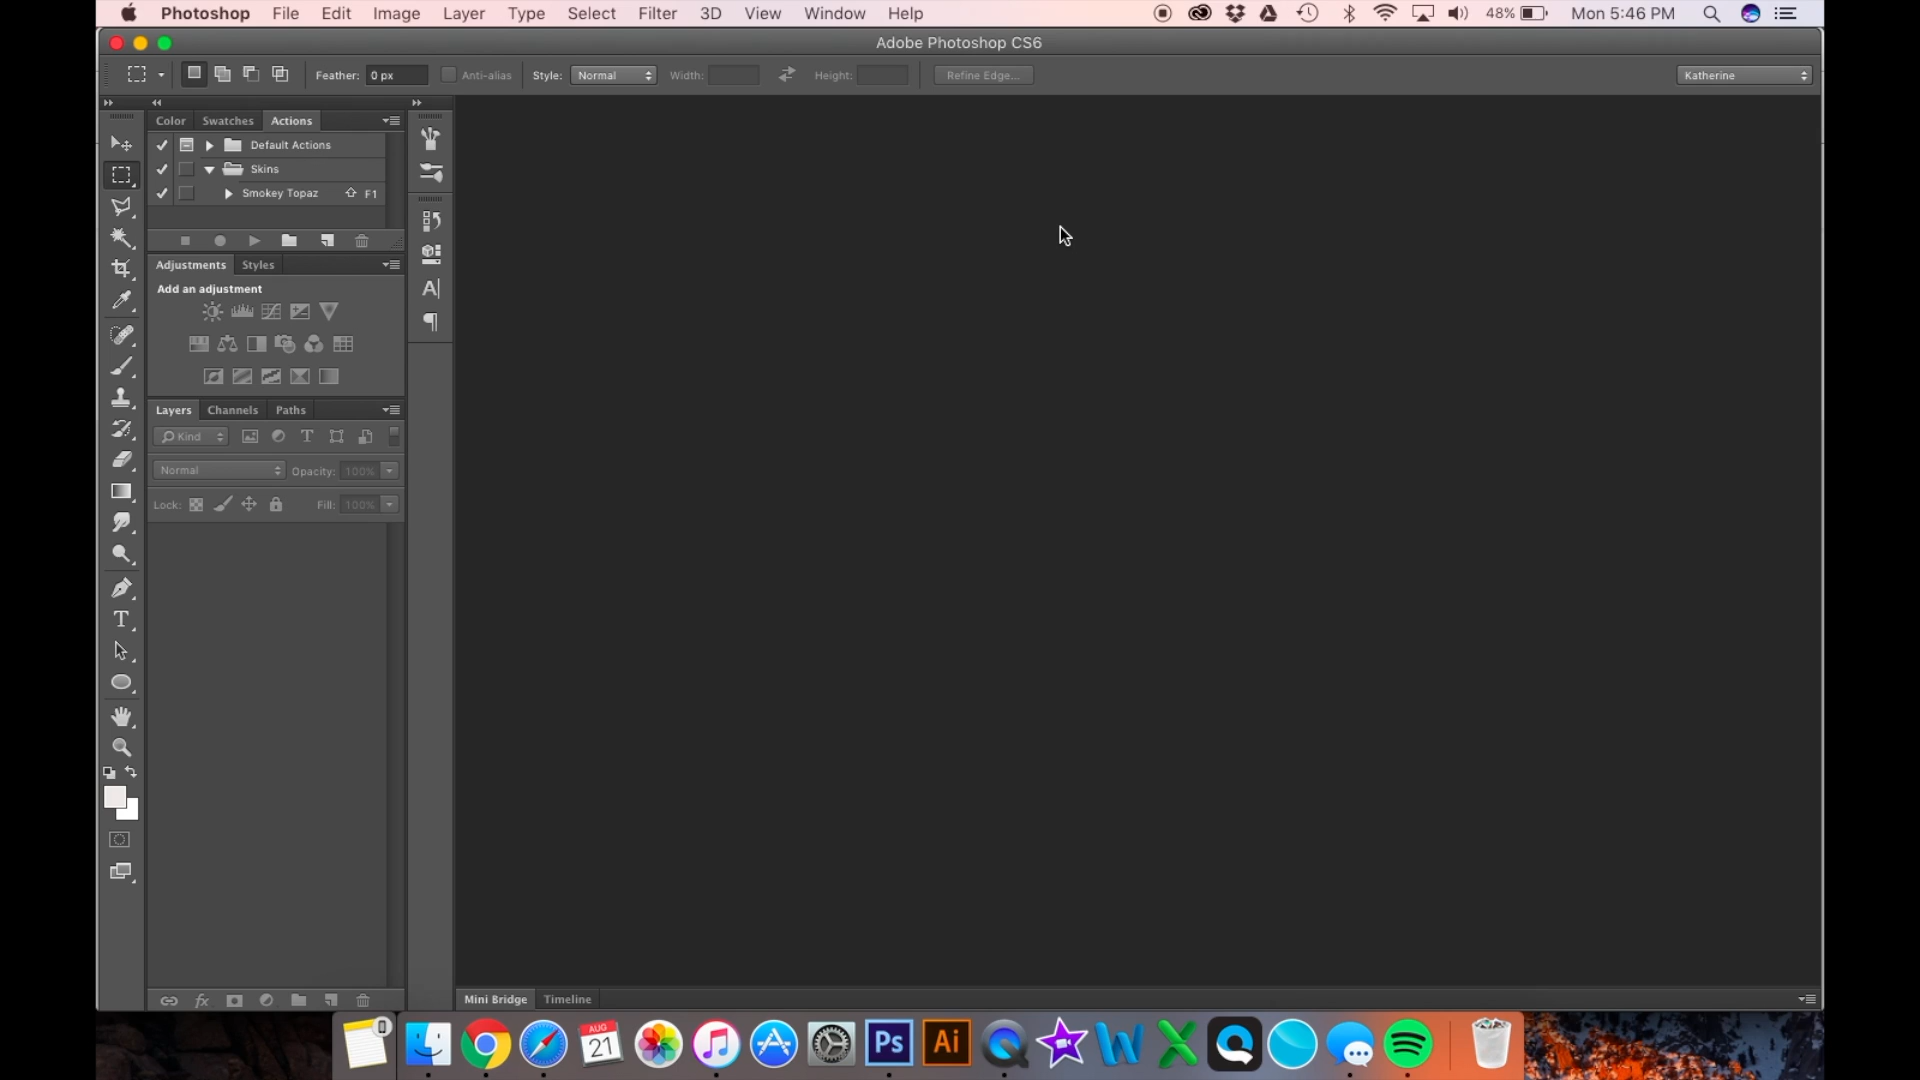 Photoshop File Edit Image Layer Type Select Filter 3D View Window Help 48% Mon 5:46 PM
Adobe Photoshop CS6
Feather: 0 px Anti-alias Style: Normal Width: Height: Refine Edge... Katherine
Color Swatches Actions
Default Actions
Skins
Smokey Topaz F1
Adjustments Styles
Add an adjustment
Layers Channels Paths
Kind
Normal Opacity: 100%
Lock: Fill: 100%
fx
Mini Bridge Timeline
AUG
21
Ps
Ai